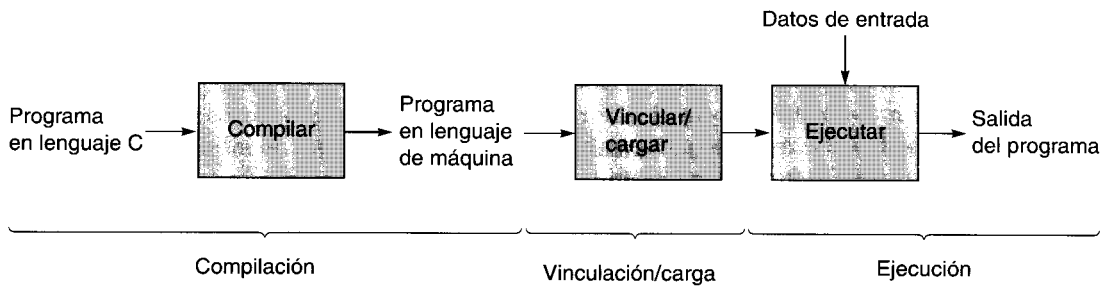 Datos de entrada
Programa
en lenguaje C
Compilar
Programa
en lenguaje
de máquina
Vincular/
cargar
Ejecutar
Salida
del programa
Compilación
Vinculación/carga
Ejecución